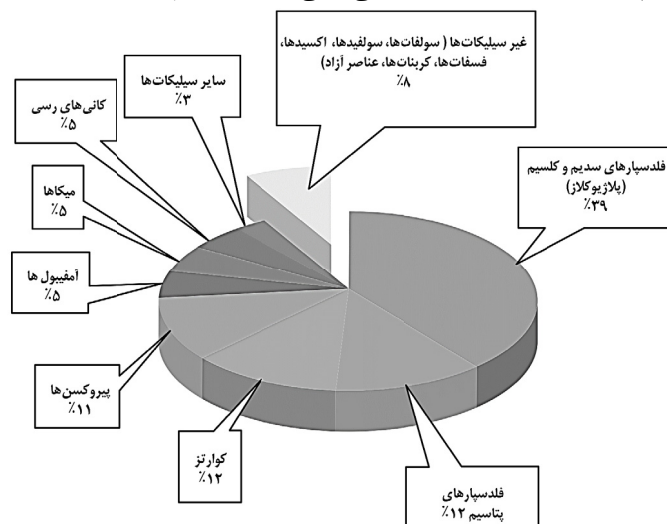 غیر سیلیکات‌ها ( سولفات‌ها، سولفیدها، اکسیدها،
فسفات‌ها، کربنات‌ها، عناصر آزاد)
٪۸
سایر سیلیکات‌ها
٪۳
کانی‌های رسی
٪۵
میکاها
٪۵
آمفیبول ها
٪۵
پیروکسن‌ها
٪۱۱
کوارتز
٪۱۲
فلدسپارهای
پتاسیم ۱۲٪
فلدسپارهای سدیم و کلسیم
(پلاژیوکلاز)
٪۳۹